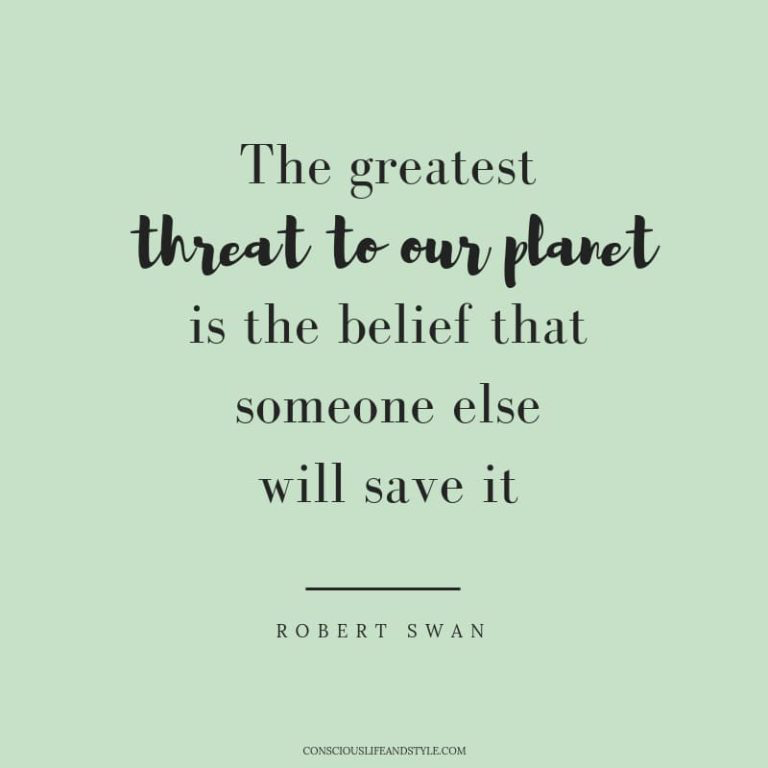 The greatest
threat to our planet
is the belief that
someone else
will save it
ROBERT SWAN
CONSCIOUSLIFEANDSTYLE.COM